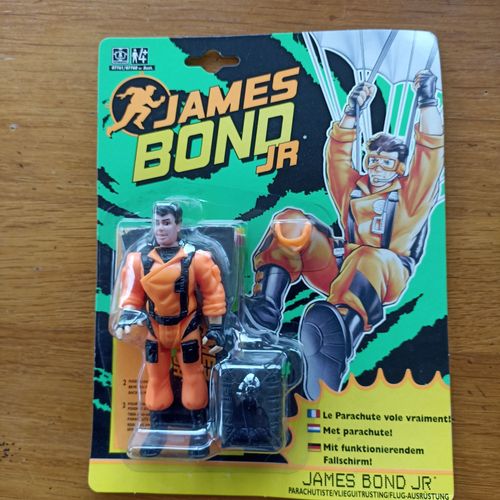 4+
JAMES
BOND
JR
Le Parachute vole vraiment!
Met parachute!
Mit funktionierendem
Fallschirm!
JAMES BOND JR
PARACHUTISTE/VLIEGUITRUSTING/FLUG-AUSRÜSTUNG